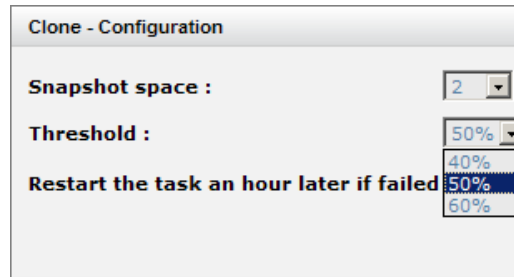 Clone - Configuration
Snapshot space : 2
Threshold : 50%
40%
Restart the task an hour later if failed 50%
60%